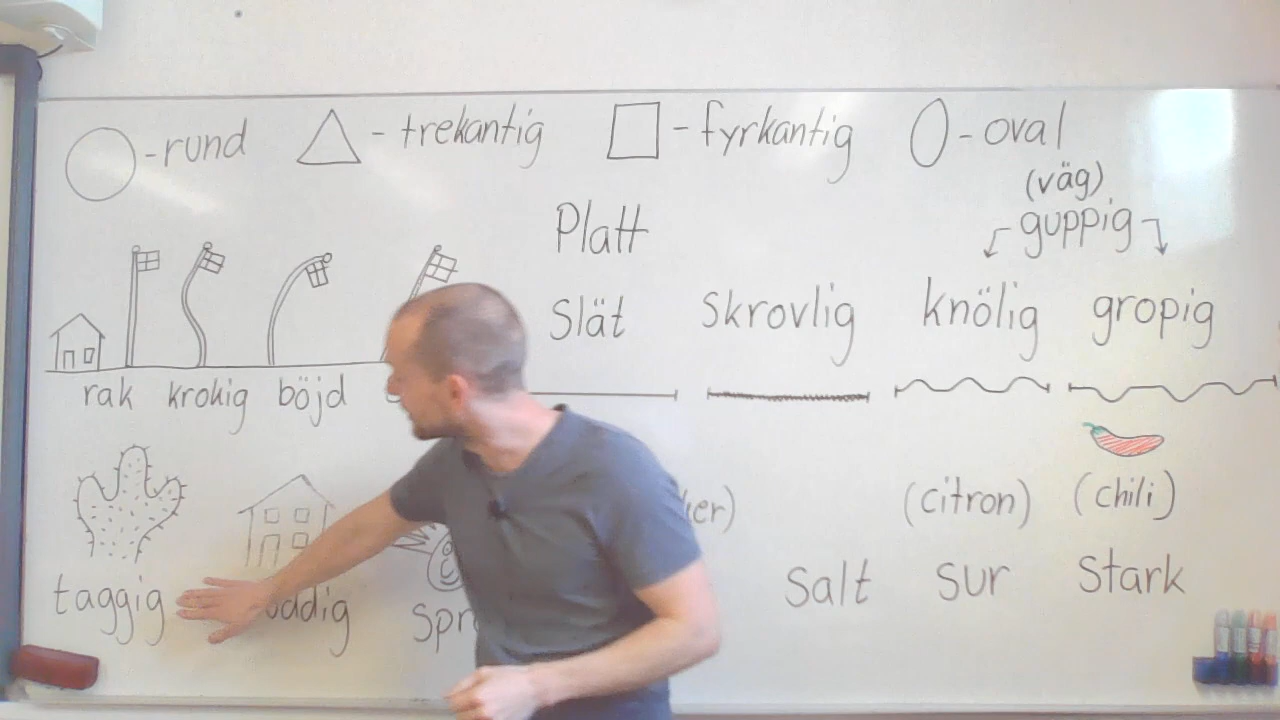 -rund - trekantig - fyrkantig - oval
(väg)
Platt guppig
Slät skrovlig knölig gropig
rak krokig böjd
(citron) (chili)
taggig salt sur stark